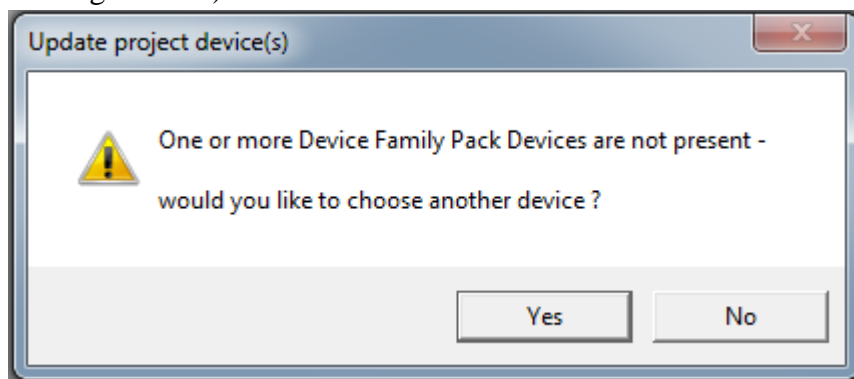 Update project device(s)
One or more Device Family Pack Devices are not present -
would you like to choose another device ?
Yes
No